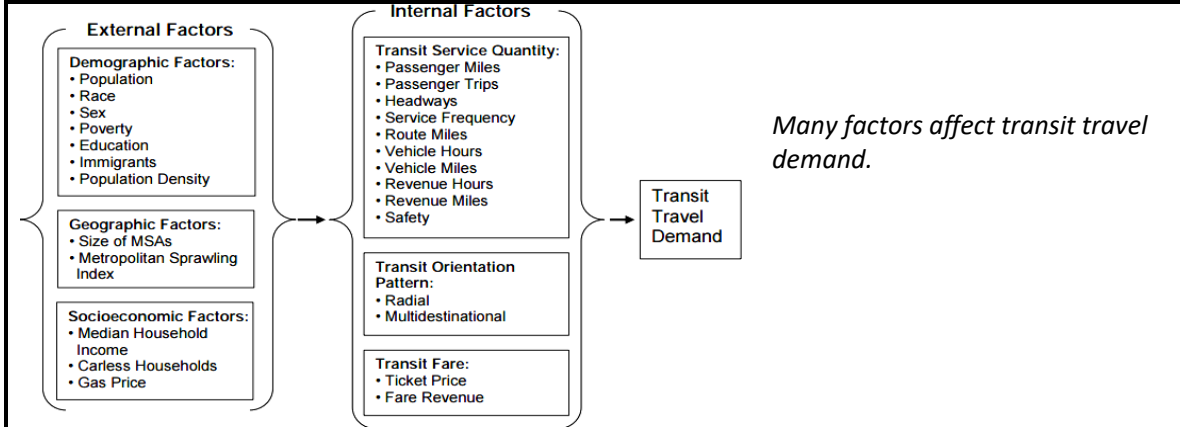 External Factors
Demographic Factors:
• Population
• Race
• Sex
• Poverty
• Education
• Immigrants
• Population Density
Geographic Factors:
• Size of MSAs
• Metropolitan Sprawling
Index
Socioeconomic Factors:
• Median Household
Income
• Carless Households
• Gas Price
Internal Factors
Transit Service Quantity:
• Passenger Miles
• Passenger Trips
• Headways
• Service Frequency
• Route Miles
• Vehicle Hours
• Vehicle Miles
• Revenue Hours
• Revenue Miles
• Safety
Transit Orientation
Pattern:
• Radial
• Multidestinational
Transit Fare:
• Ticket Price
• Fare Revenue
Transit
Travel
Demand
Many factors affect transit travel
demand.